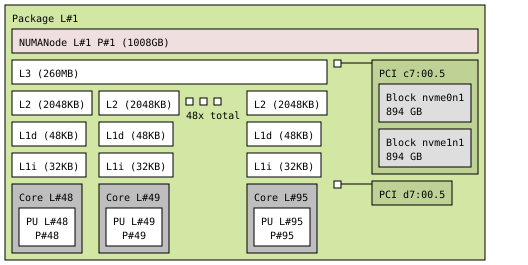 Package L#1
NUMANode L#1 P#1 (1008GB)
L3 (260MB)
L2 (2048KB)
L2 (2048KB)
48x total
L2 (2048KB)
L1d (48KB)
L1d (48KB)
L1d (48KB)
L1i (32KB)
L1i (32KB)
L1i (32KB)
Core L#48
PU L#48
P#48
Core L#49
PU L#49
P#49
Core L#95
PU L#95
P#95
PCI c7:00.5
Block nvme0n1
894 GB
Block nvme1n1
894 GB
PCI d7:00.5